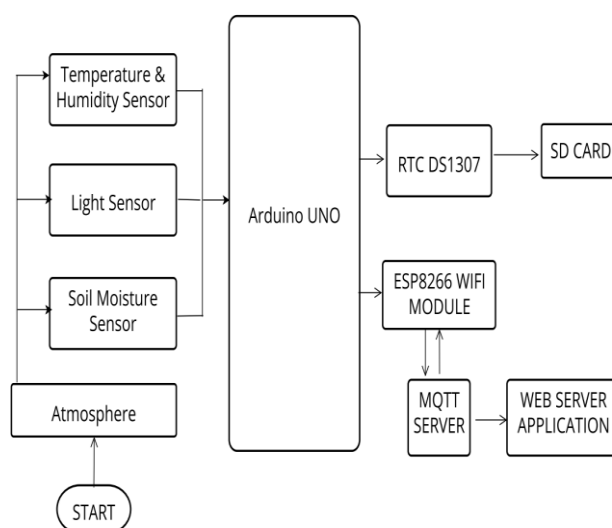 Temperature &
Humidity Sensor
Light Sensor
Soil Moisture
Sensor
Atmosphere
START
Arduino UNO
RTC DS1307
SD CARD
ESP8266 WIFI
MODULE
MQTT
SERVER
WEB SERVER
APPLICATION